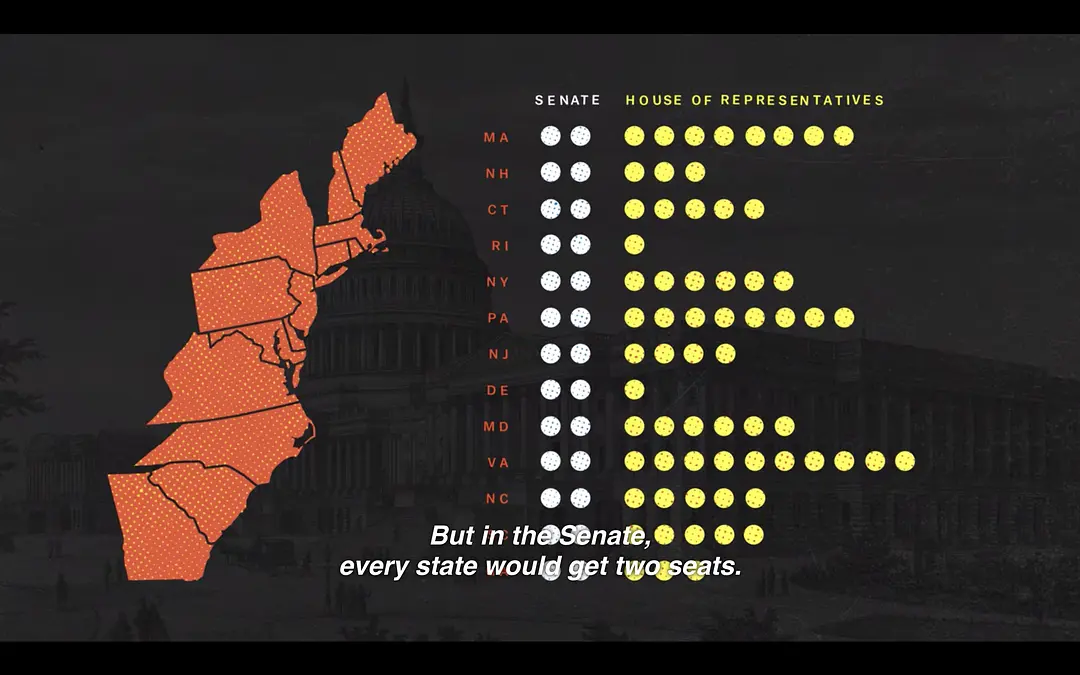 SENATE HOUSE OF REPRESENTATIVES
MA
NH
CT
RI
NY
PA
NJ
DE
MD
VA
NC
But in the Senate,
every state would get two seats.